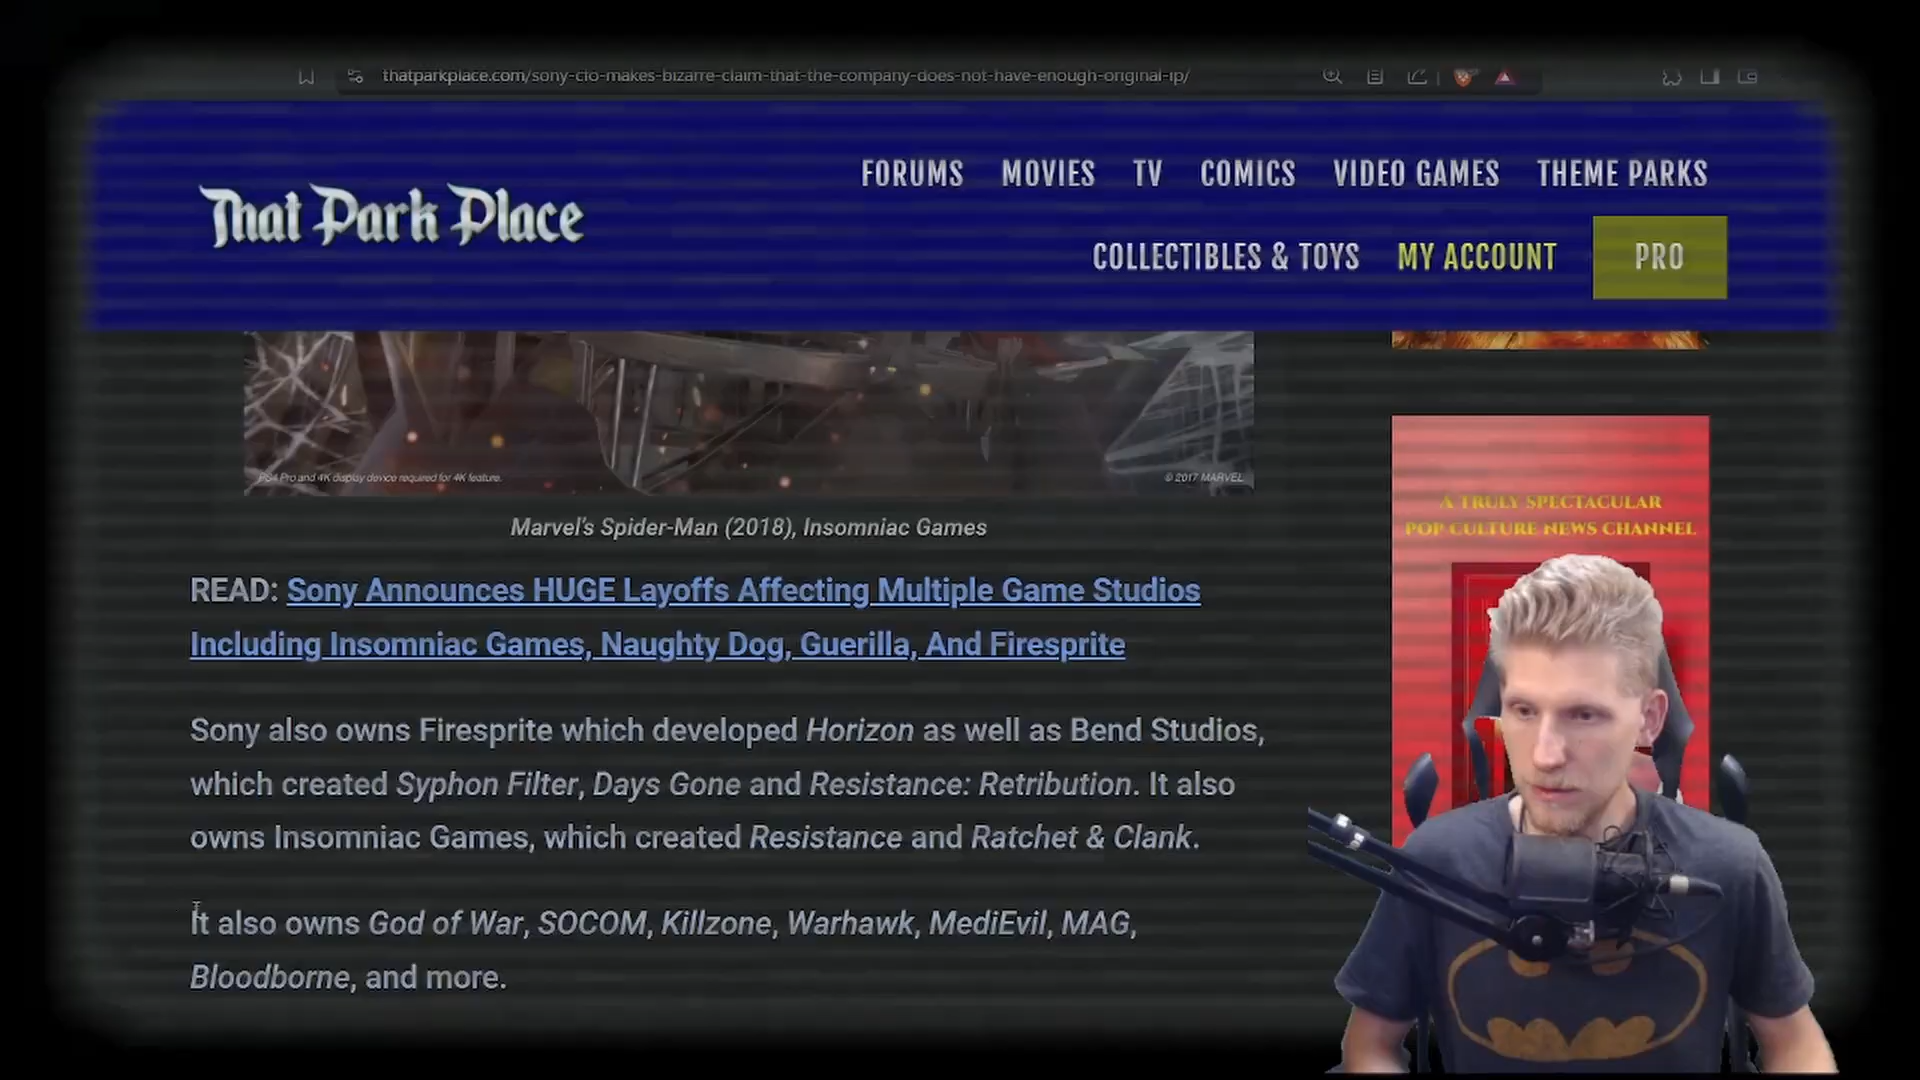 thatparkplace.com/sony-cfo-makes-bizarre-claim-that-the-company-does-not-have-enough-original-ip/
FORUMS MOVIES TV COMICS VIDEO GAMES THEME PARKS
That Park Place
COLLECTIBLES & TOYS MY ACCOUNT PRO
PS4 Pro and 4K display device required for 4K feature.
© 2017 MARVEL
Marvel's Spider-Man (2018), Insomniac Games
A TRULY SPECTACULAR
POP CULTURE NEWS CHANNEL
READ: Sony Announces HUGE Layoffs Affecting Multiple Game Studios
Including Insomniac Games, Naughty Dog, Guerilla, And Firesprite
Sony also owns Firesprite which developed Horizon as well as Bend Studios,
which created Syphon Filter, Days Gone and Resistance: Retribution. It also
owns Insomniac Games, which created Resistance and Ratchet & Clank.
It also owns God of War, SOCOM, Killzone, Warhawk, MediEvil, MAG,
Bloodborne, and more.